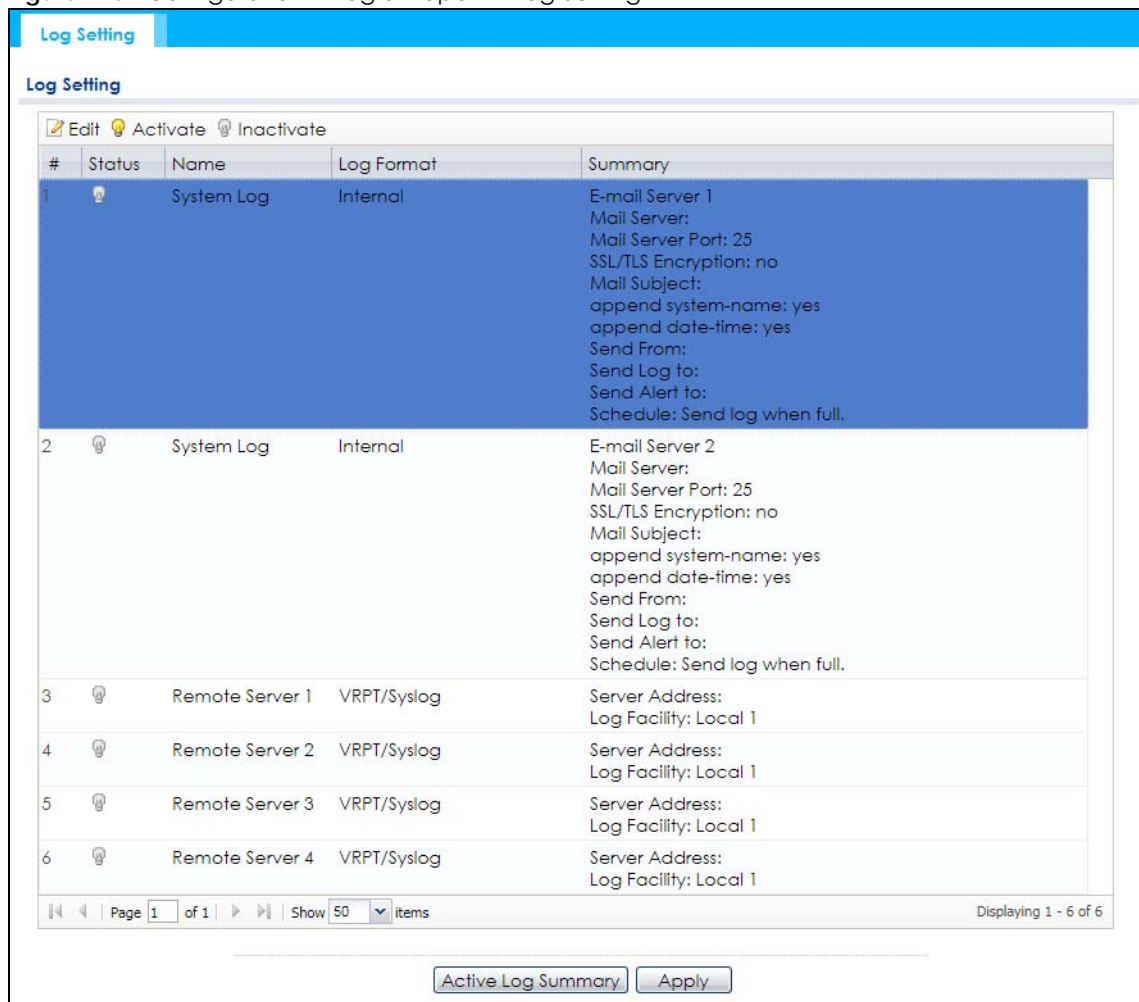 Log Setting
Log Setting
Edit Activate Inactivate
# Status Name Log Format Summary
1 System Log Internal E-mail Server 1
Mail Server:
Mail Server Port: 25
SSL/TLS Encryption: no
Mail Subject:
append system-name: yes
append date-time: yes
Send From:
Send Log to:
Send Alert to:
Schedule: Send log when full.
2 System Log Internal E-mail Server 2
Mail Server:
Mail Server Port: 25
SSL/TLS Encryption: no
Mail Subject:
append system-name: yes
append date-time: yes
Send From:
Send Log to:
Send Alert to:
Schedule: Send log when full.
3 Remote Server 1 VRPT/Syslog Server Address:
Log Facility: Local 1
4 Remote Server 2 VRPT/Syslog Server Address:
Log Facility: Local 1
5 Remote Server 3 VRPT/Syslog Server Address:
Log Facility: Local 1
6 Remote Server 4 VRPT/Syslog Server Address:
Log Facility: Local 1
Page 1 of 1 Show 50 items Displaying 1 - 6 of 6
Active Log Summary Apply